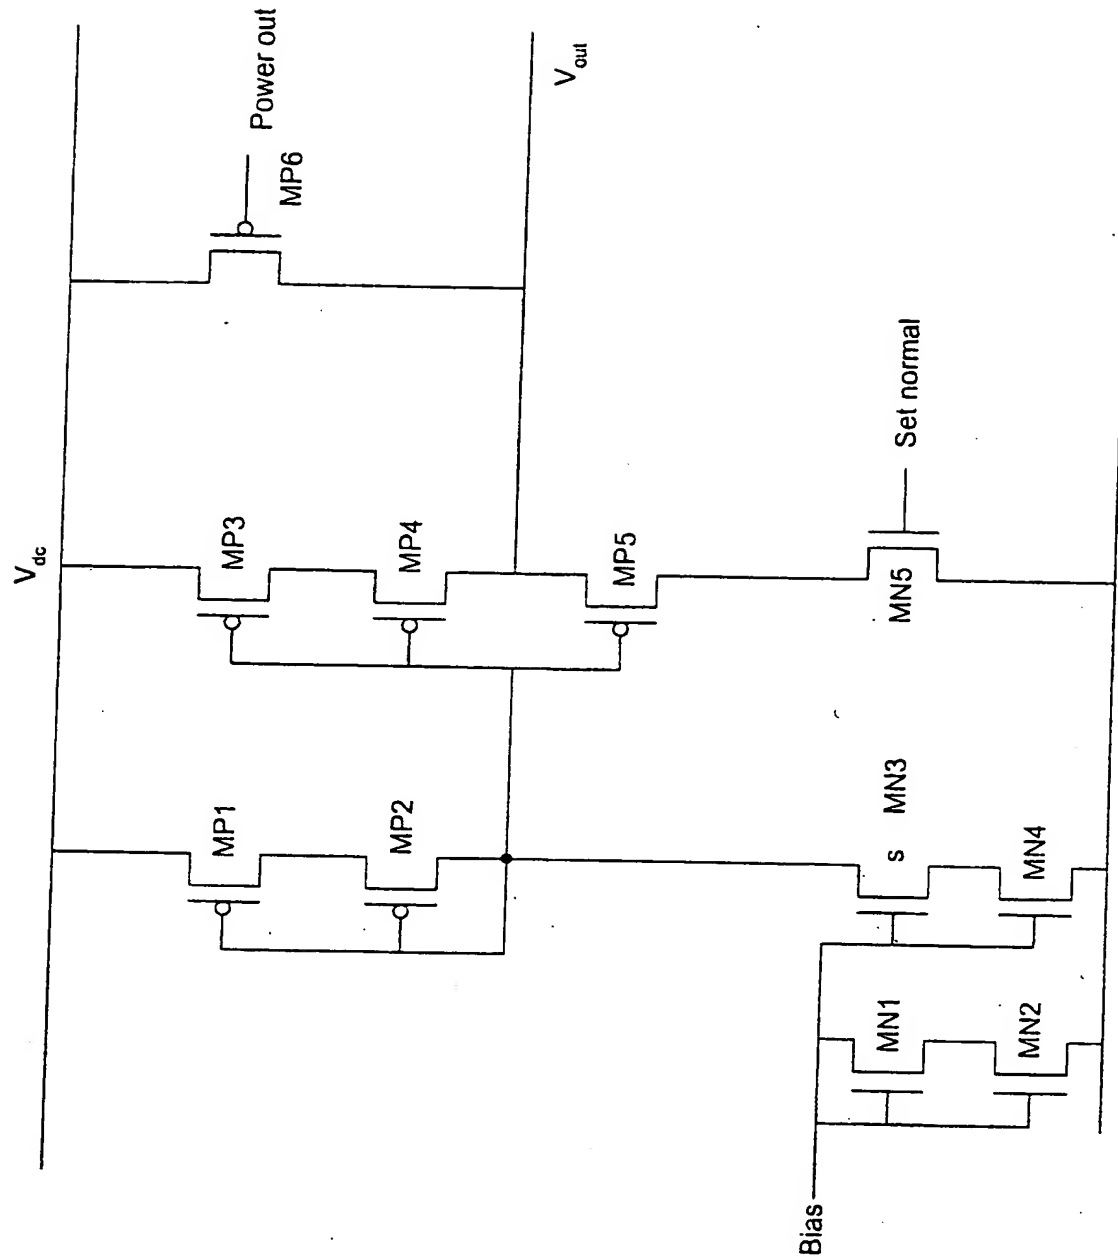 V_dc
Power out
MP6
V_out
MP3
MP4
MP5
MP1
MP2
Set normal
MN5
s MN3
MN4
MN1
MN2
Bias